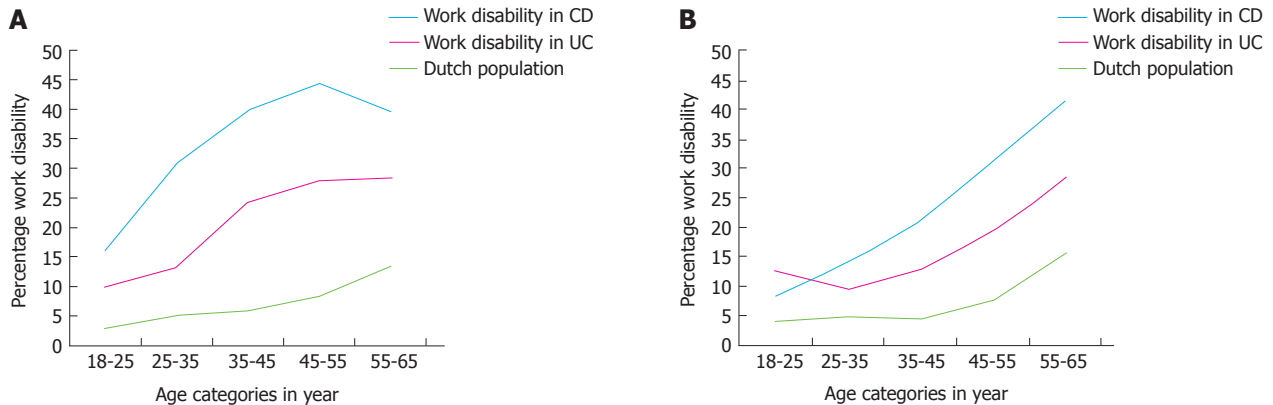 A
Work disability in CD
Work disability in UC
Dutch population
Percentage work disability
50
45
40
35
30
25
20
15
10
5
0
18-25 25-35 35-45 45-55 55-65
Age categories in year
B
Work disability in CD
Work disability in UC
Dutch population
Percentage work disability
50
45
40
35
30
25
20
15
10
5
0
18-25 25-35 35-45 45-55 55-65
Age categories in year